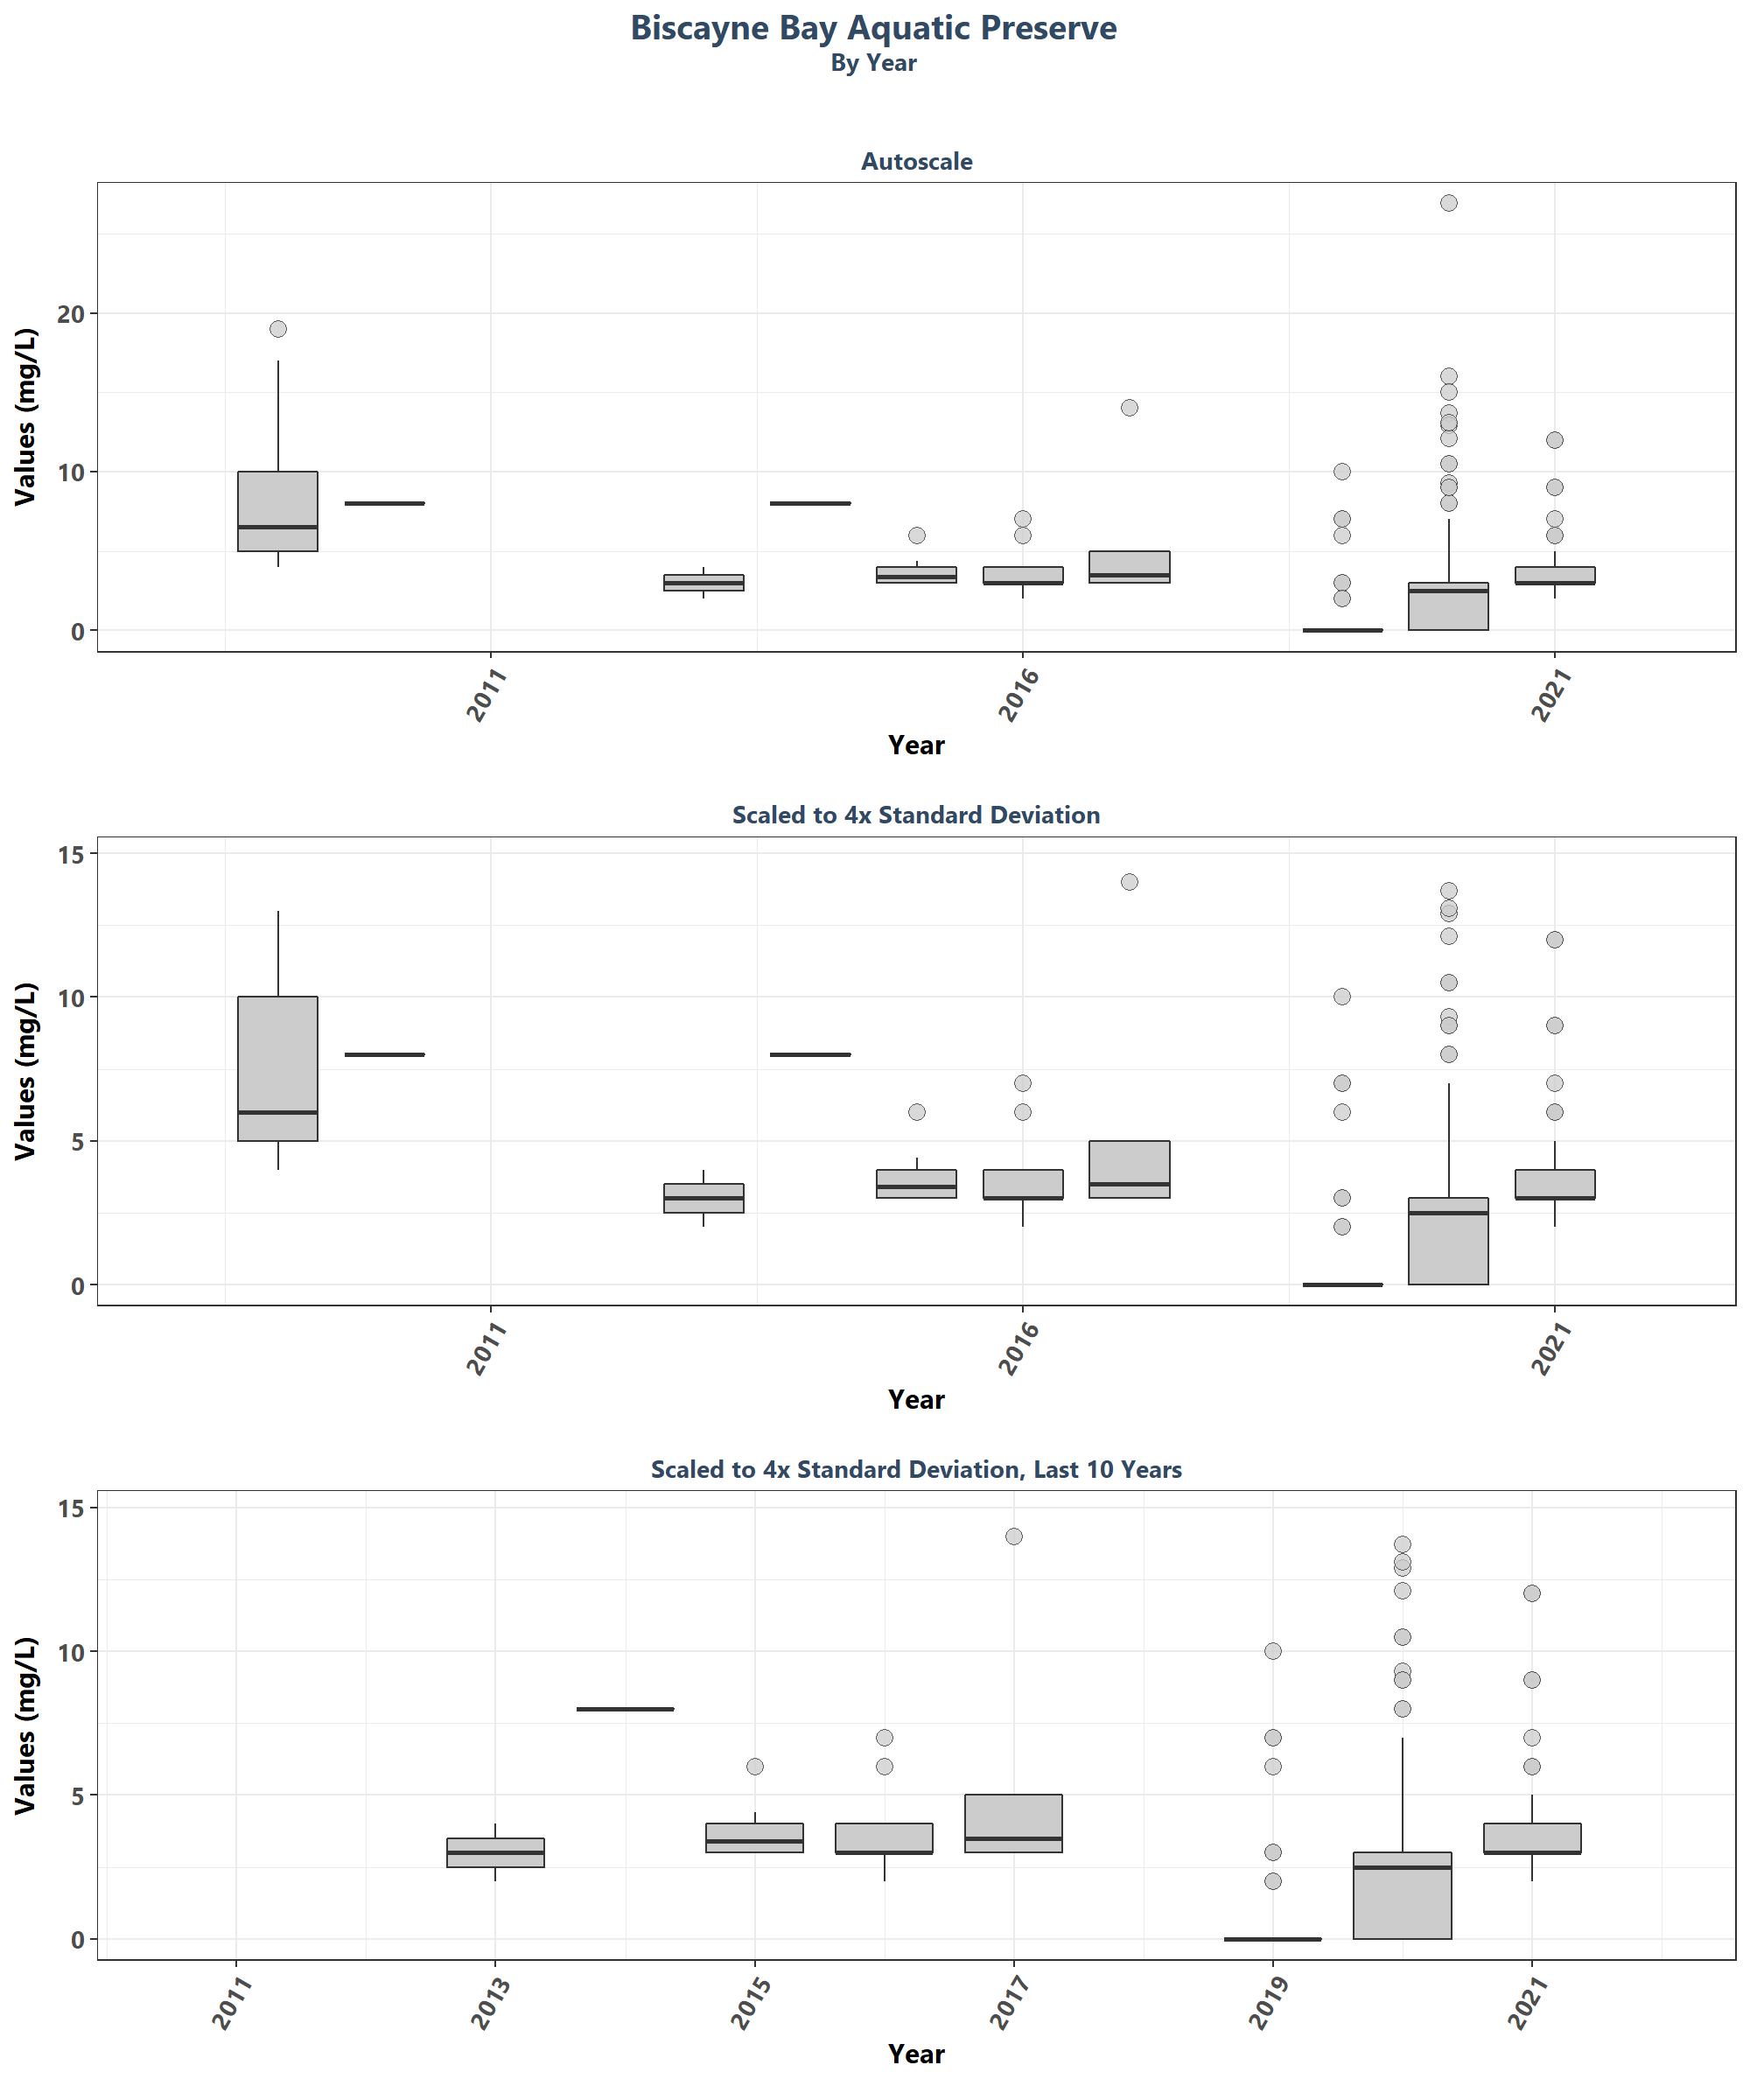 Biscayne Bay Aquatic Preserve
By Year
Autoscale
Values (mg/L)
20
10
0
2011
2016
2021
Year
Scaled to 4x Standard Deviation
Values (mg/L)
15
10
5
0
2011
2016
2021
Year
Scaled to 4x Standard Deviation, Last 10 Years
Values (mg/L)
15
10
5
0
2011
2013
2015
2017
2019
2021
Year